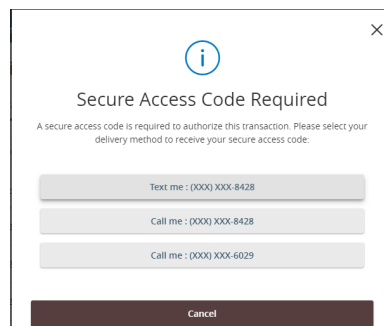 Secure Access Code Required
A secure access code is required to authorize this transaction. Please select your
delivery method to receive your secure access code:
Text me : (XXX) XXX-8428
Call me : (XXX) XXX-8428
Call me : (XXX) XXX-6029
Cancel